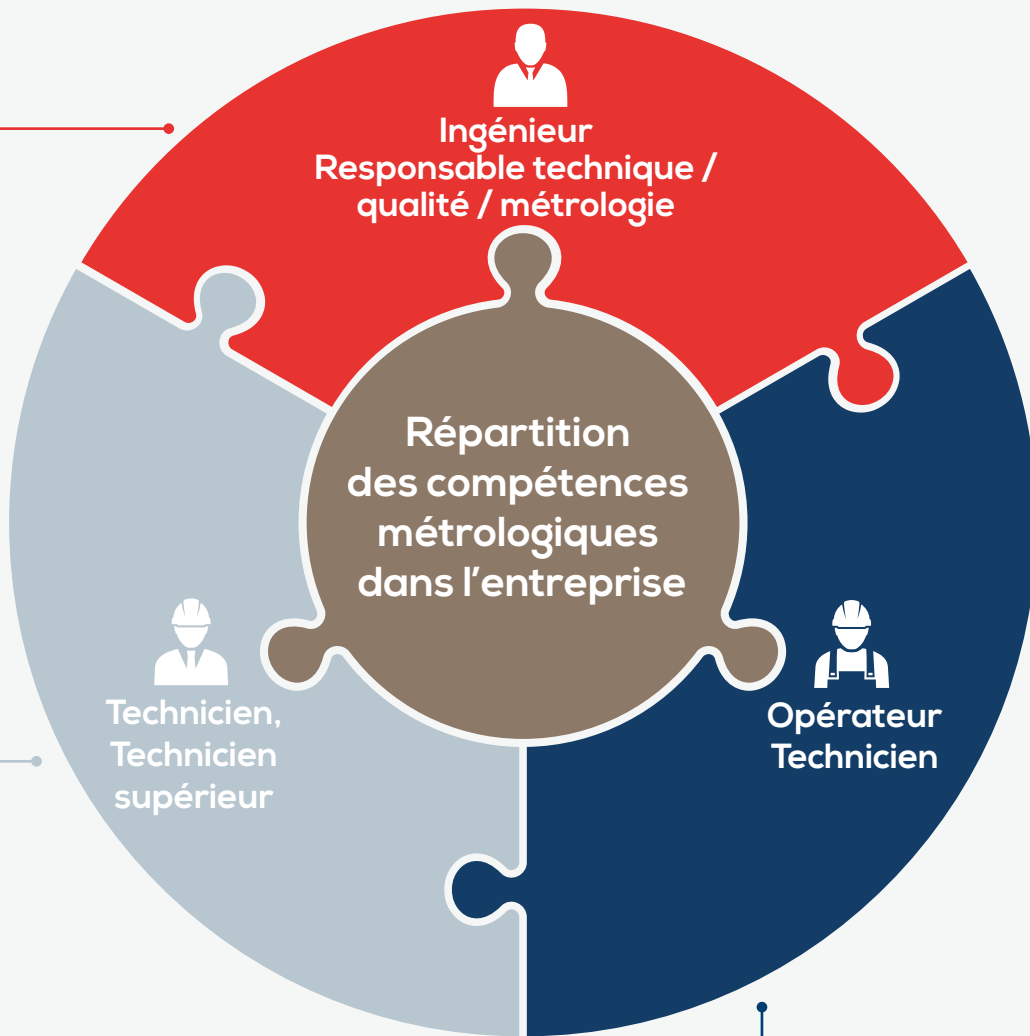 Ingénieur
Responsable technique /
qualité / métrologie
Répartition
des compétences
métrologiques
dans l'entreprise
Technicien,
Technicien
supérieur
Opérateur
Technicien